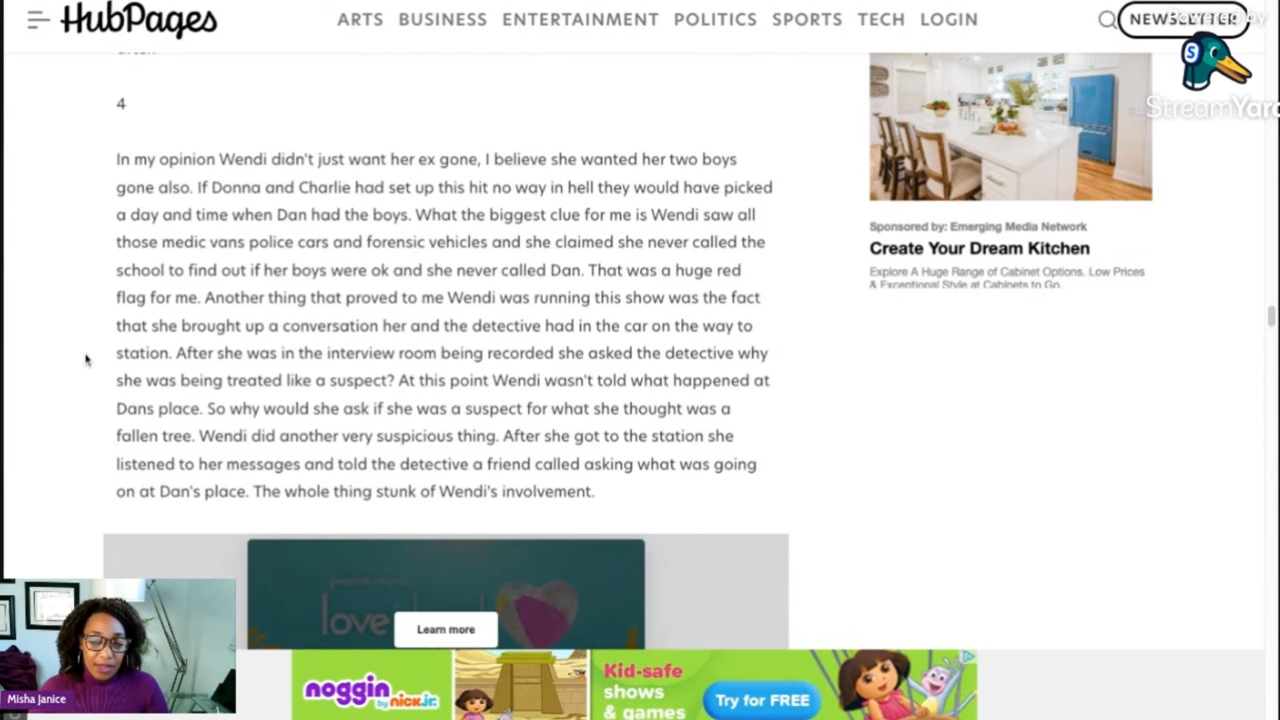 HubPages
ARTS BUSINESS ENTERTAINMENT POLITICS SPORTS TECH LOGIN
NEWSLETTER
Powered by
S
StreamYard
4
In my opinion Wendi didn't just want her ex gone, I believe she wanted her two boys
gone also. If Donna and Charlie had set up this hit no way in hell they would have picked
a day and time when Dan had the boys. What the biggest clue for me is Wendi saw all
those medic vans police cars and forensic vehicles and she claimed she never called the
school to find out if her boys were ok and she never called Dan. That was a huge red
flag for me. Another thing that proved to me Wendi was running this show was the fact
that she brought up a conversation her and the detective had in the car on the way to
station. After she was in the interview room being recorded she asked the detective why
she was being treated like a suspect? At this point Wendi wasn't told what happened at
Dans place. So why would she ask if she was a suspect for what she thought was a
fallen tree. Wendi did another very suspicious thing. After she got to the station she
listened to her messages and told the detective a friend called asking what was going
on at Dan's place. The whole thing stunk of Wendi's involvement.
Sponsored by: Emerging Media Network
Create Your Dream Kitchen
Explore A Huge Range of Cabinet Options. Low Prices
& Exceptional Style at Cabinets to Go.
love
Learn more
Misha Janice
noggin
by nick jr.
Kid-safe
shows
& games
Try for FREE